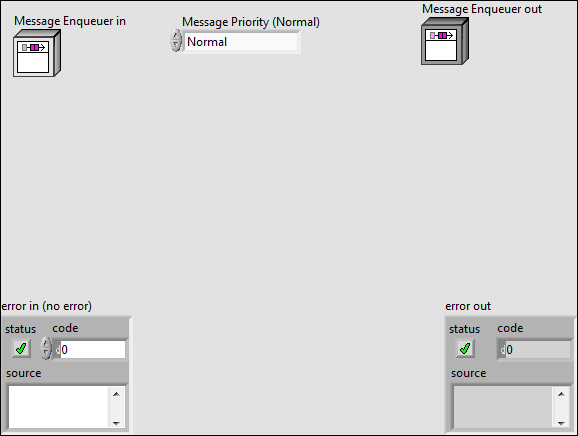 Message Enqueuer in
Message Priority (Normal)
Message Enqueuer out
Normal
error in (no error)
status
code
d
0
source
error out
status
code
d
0
source